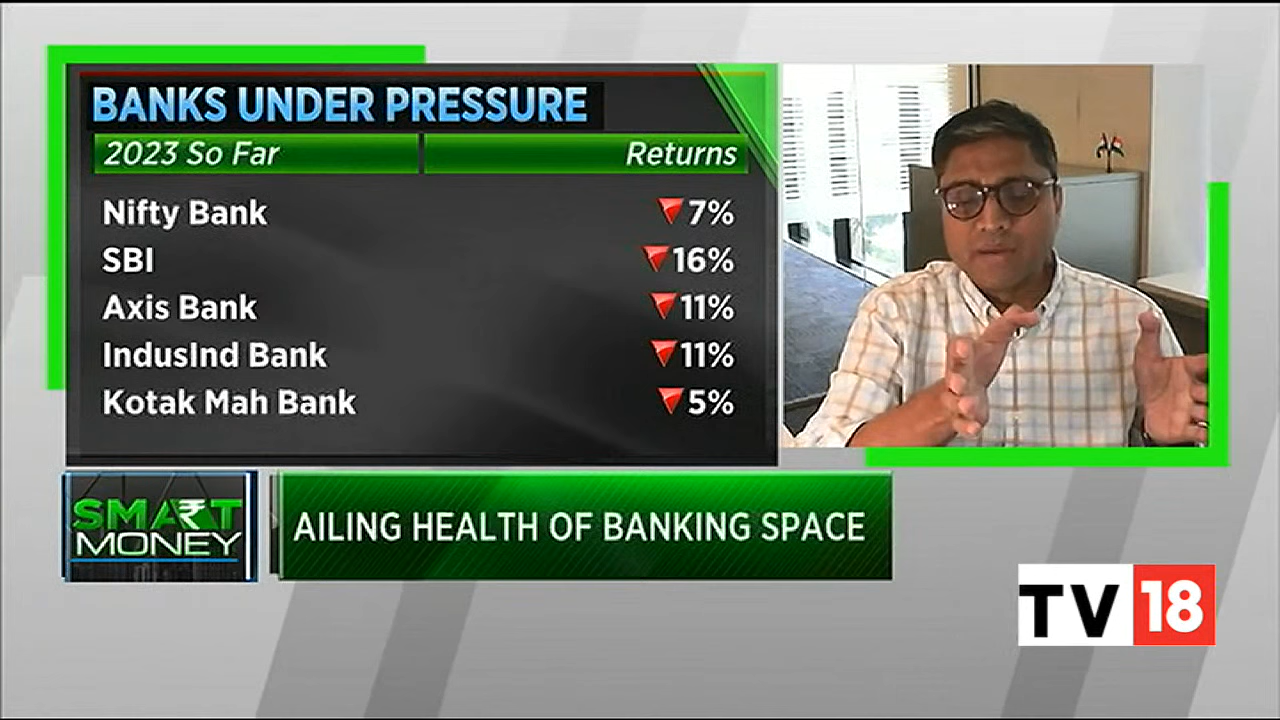 BANKS UNDER PRESSURE
2023 So Far Returns
Nifty Bank 7%
SBI 16%
Axis Bank 11%
IndusInd Bank 11%
Kotak Mah Bank 5%
SMART
MONEY
AILING HEALTH OF BANKING SPACE
TV18